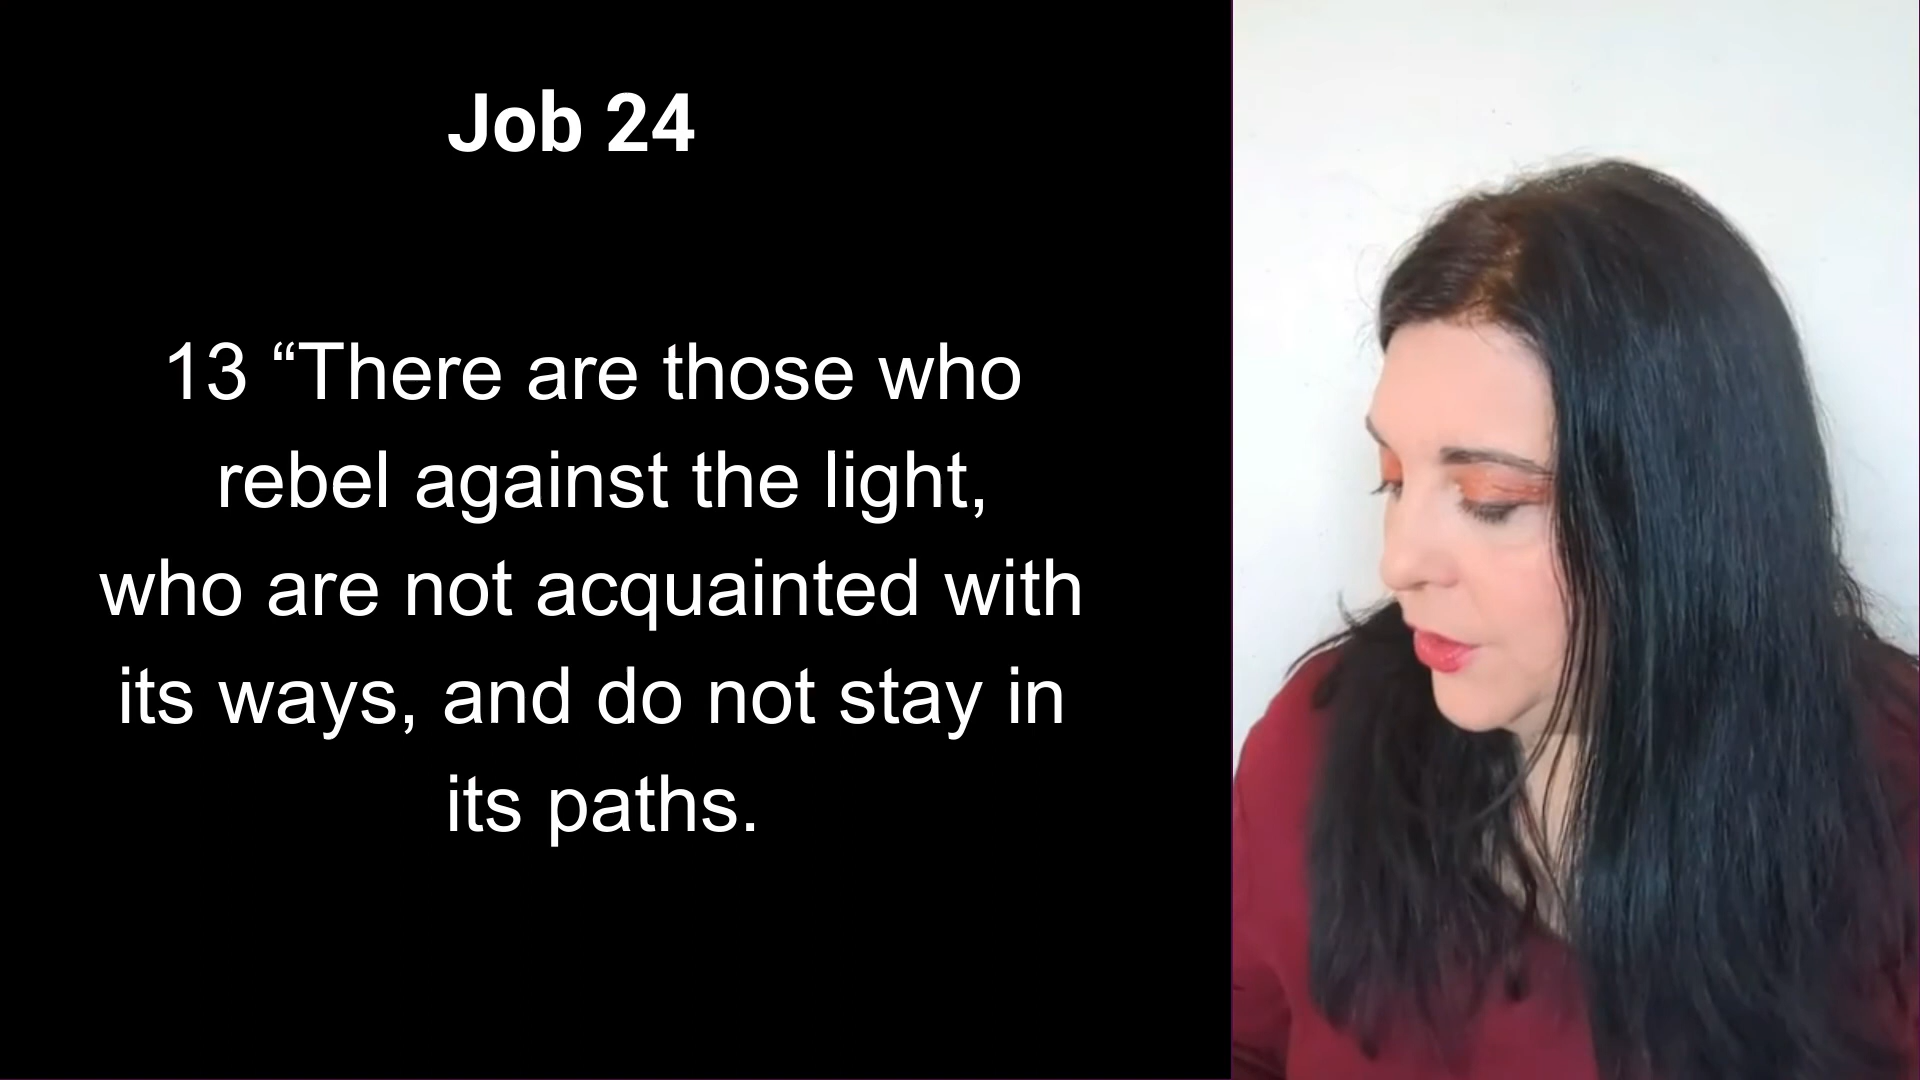 Job 24
13 “There are those who
rebel against the light,
who are not acquainted with
its ways, and do not stay in
its paths.